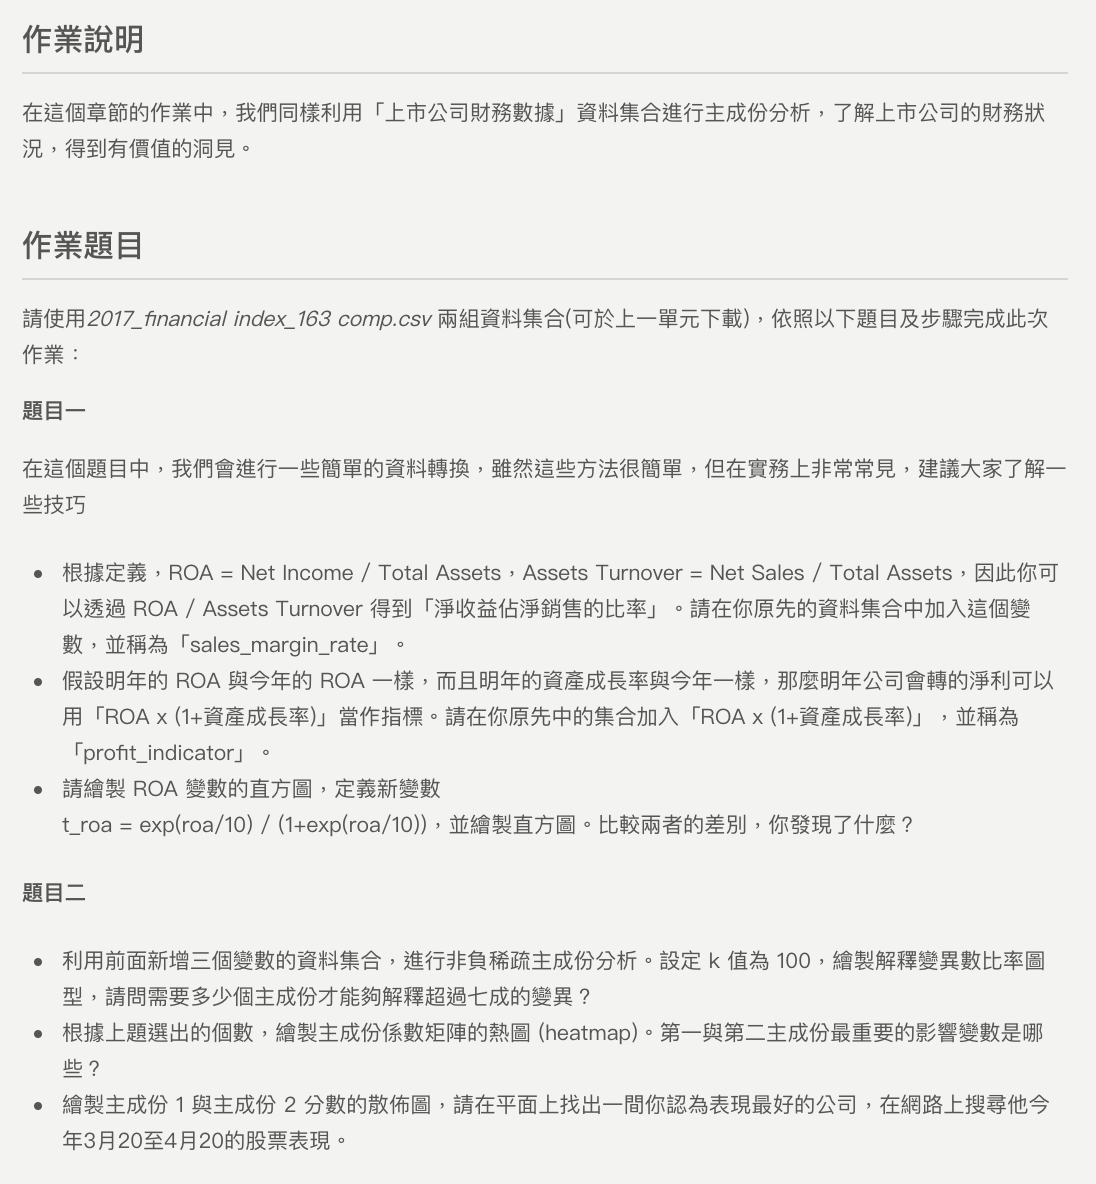 作業說明
在這個章節的作業中，我們同樣利用「上市公司財務數據」資料集合進行主成份分析，了解上市公司的財務狀
況，得到有價值的洞見。
作業題目
請使用2017_financial index_163 comp.csv 兩組資料集合(可於上一單元下載)，依照以下題目及步驟完成此次
作業：
題目一
在這個題目中，我們會進行一些簡單的資料轉換，雖然這些方法很簡單，但在實務上非常常見，建議大家了解一
些技巧
• 根據定義，ROA = Net Income / Total Assets，Assets Turnover = Net Sales / Total Assets，因此你可
以透過 ROA / Assets Turnover 得到「淨收益佔淨銷售的比率」。請在你原先的資料集合中加入這個變
數，並稱為「sales_margin_rate」。
• 假設明年的 ROA 與今年的 ROA 一樣，而且明年的資產成長率與今年一樣，那麼明年公司會轉的淨利可以
用「ROA x (1+資產成長率)」當作指標。請在你原先中的集合加入「ROA x (1+資產成長率)」，並稱為
「profit_indicator」。
• 請繪製 ROA 變數的直方圖，定義新變數
t_roa = exp(roa/10) / (1+exp(roa/10))，並繪製直方圖。比較兩者的差別，你發現了什麼？
題目二
• 利用前面新增三個變數的資料集合，進行非負稀疏主成份分析。設定 k 值為 100，繪製解釋變異數比率圖
型，請問需要多少個主成份才能夠解釋超過七成的變異？
• 根據上題選出的個數，繪製主成份係數矩陣的熱圖 (heatmap)。第一與第二主成份最重要的影響變數是哪
些？
• 繪製主成份 1 與主成份 2 分數的散佈圖，請在平面上找出一間你認為表現最好的公司，在網路上搜尋他今
年3月20至4月20的股票表現。